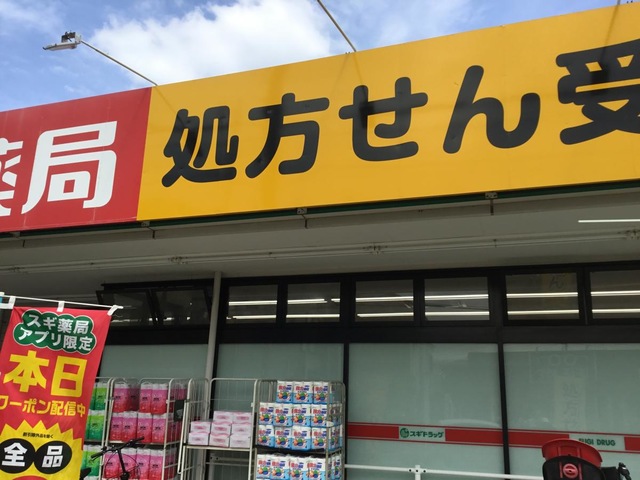 薬局
処方せん受
スギ薬局
アプリ限定
本日
クーポン配信中
全品
スギドラッグ
SUGI DRUG